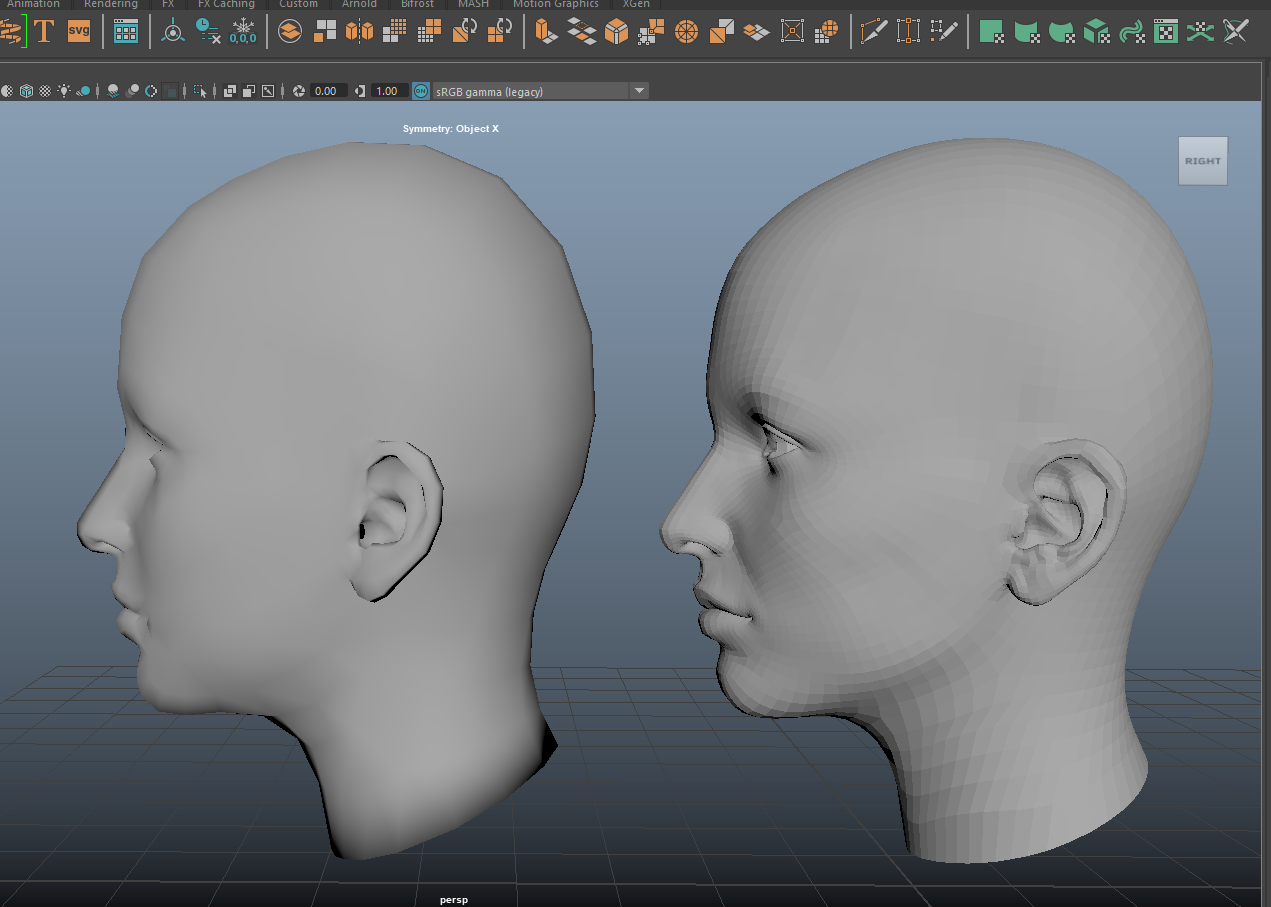 Animation Rendering FX FX Caching Custom Arnold Bifrost MASH Motion Graphics XGen
T SVG 0,0,0
0.00 1.00 ON sRGB gamma (legacy)
Symmetry: Object X
RIGHT
persp